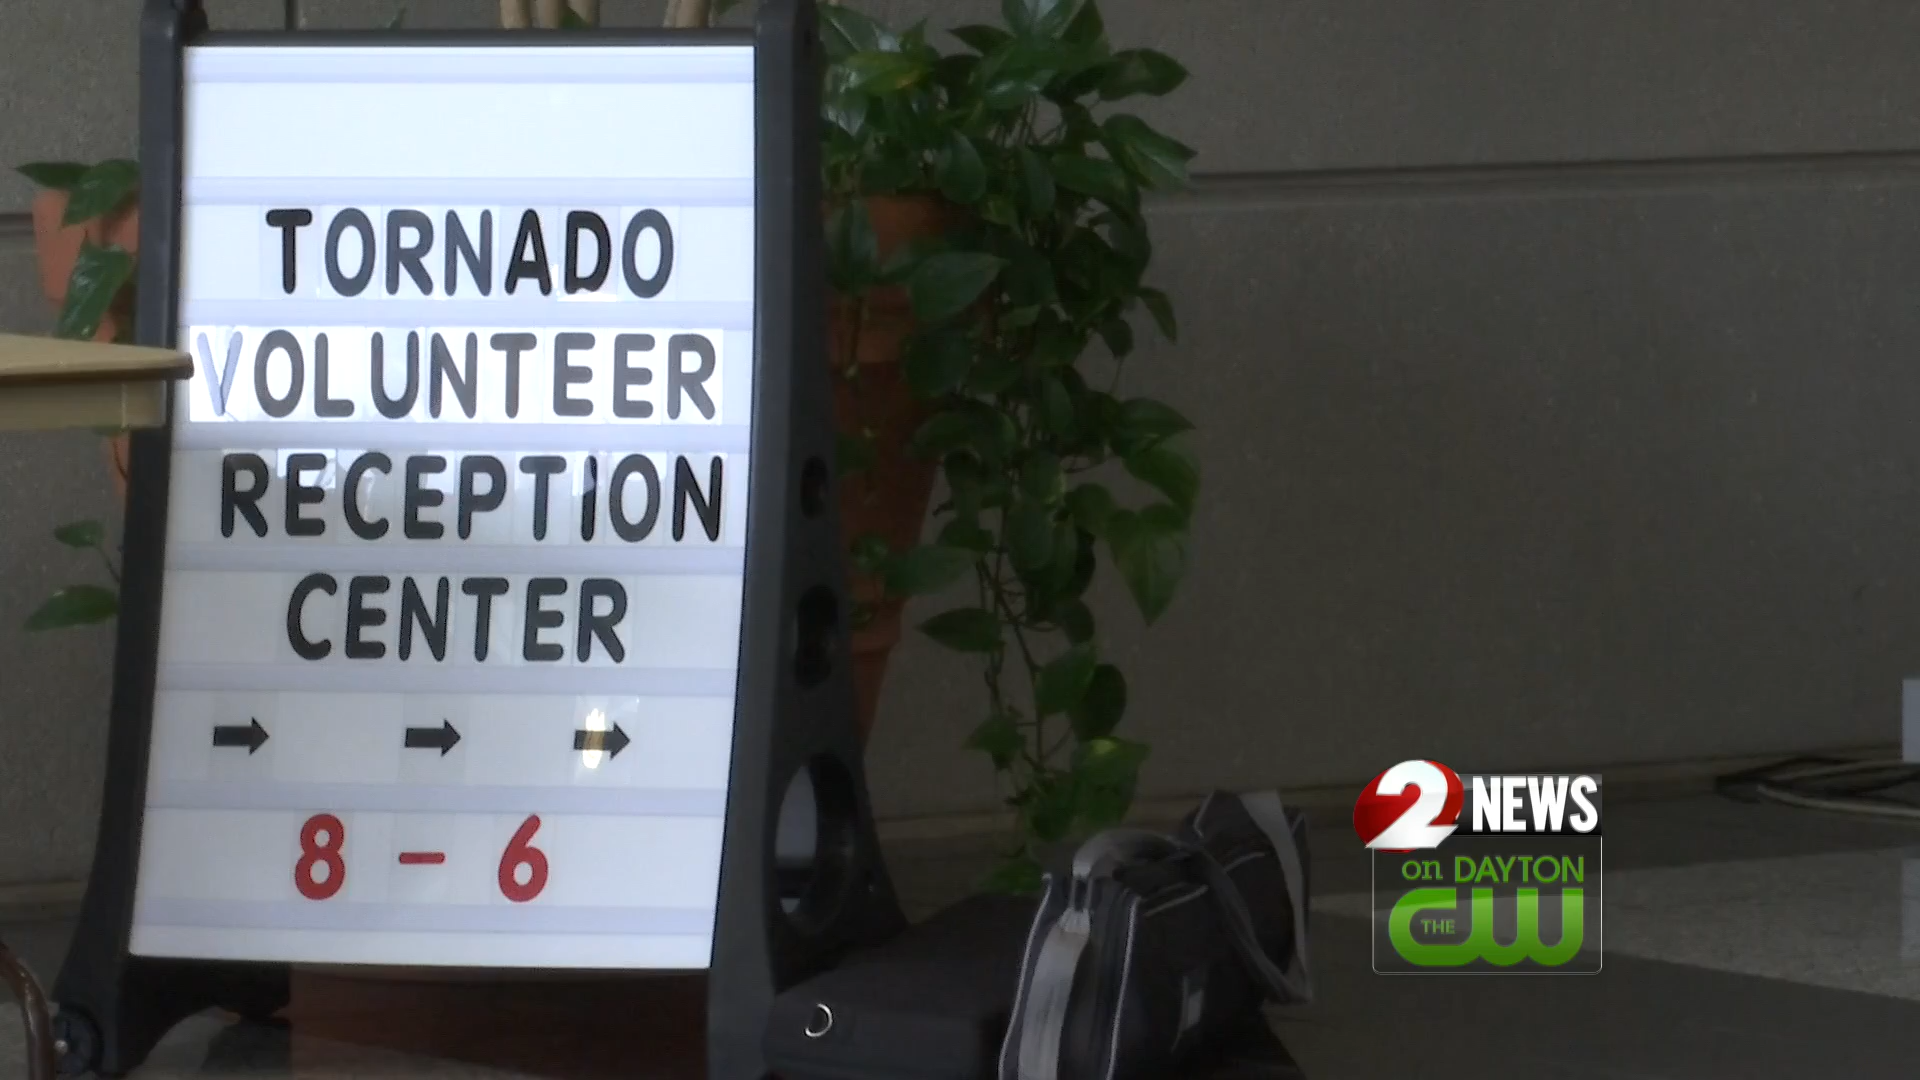 TORNADO
VOLUNTEER
RECEPTION
CENTER
→ → →
8 - 6
2 NEWS
on DAYTON
THE CW